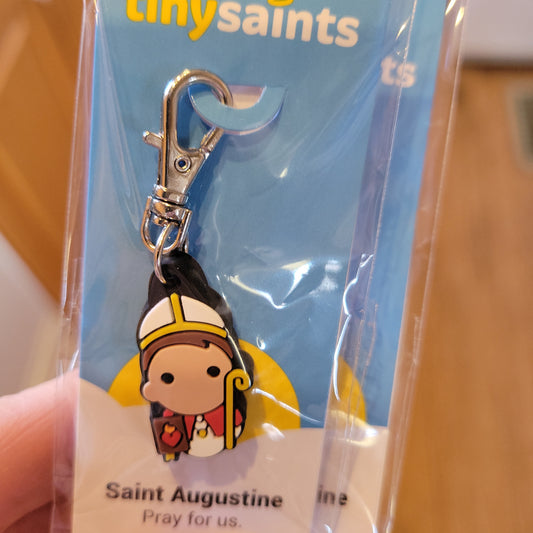 tinysaints
ts
Saint Augustine
ine
Pray for us.